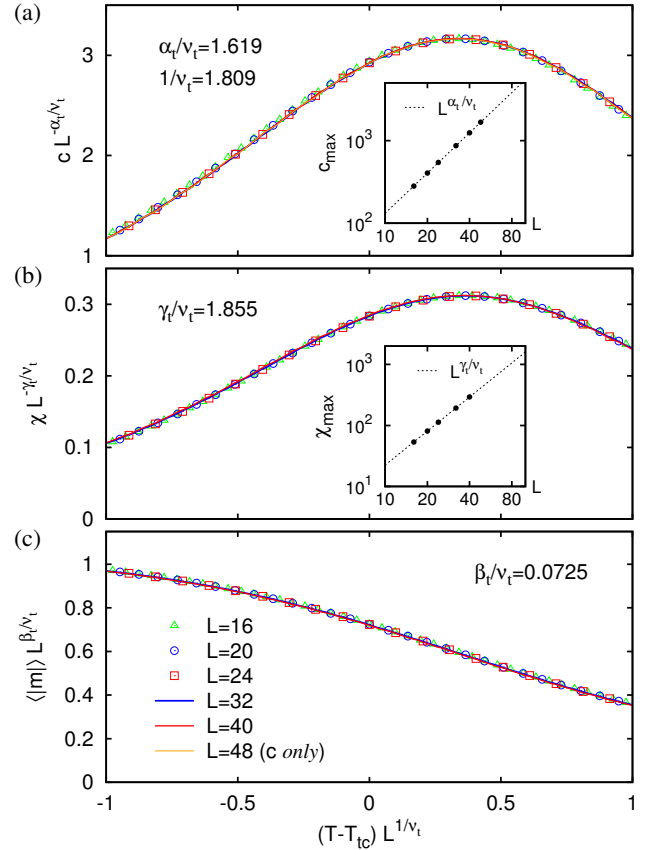 (a)
α_t/ν_t=1.619
1/ν_t=1.809
c L^{-α_t/ν_t}
3
2
1
L^{α_t/ν_t}
c_max
10^3
10^2
10 20 40 80 L
(b)
γ_t/ν_t=1.855
χ L^{-γ_t/ν_t}
0.3
0.2
0.1
0
L^{γ_t/ν_t}
χ_max
10^3
10^2
10^1
10 20 40 80 L
(c)
β_t/ν_t=0.0725
⟨|m|⟩ L^{β_t/ν_t}
1
0.8
0.6
0.4
0.2
0
L=16
L=20
L=24
L=32
L=40
L=48 (c only)
-1 -0.5 0 0.5 1
(T-T_tc) L^{1/ν_t}